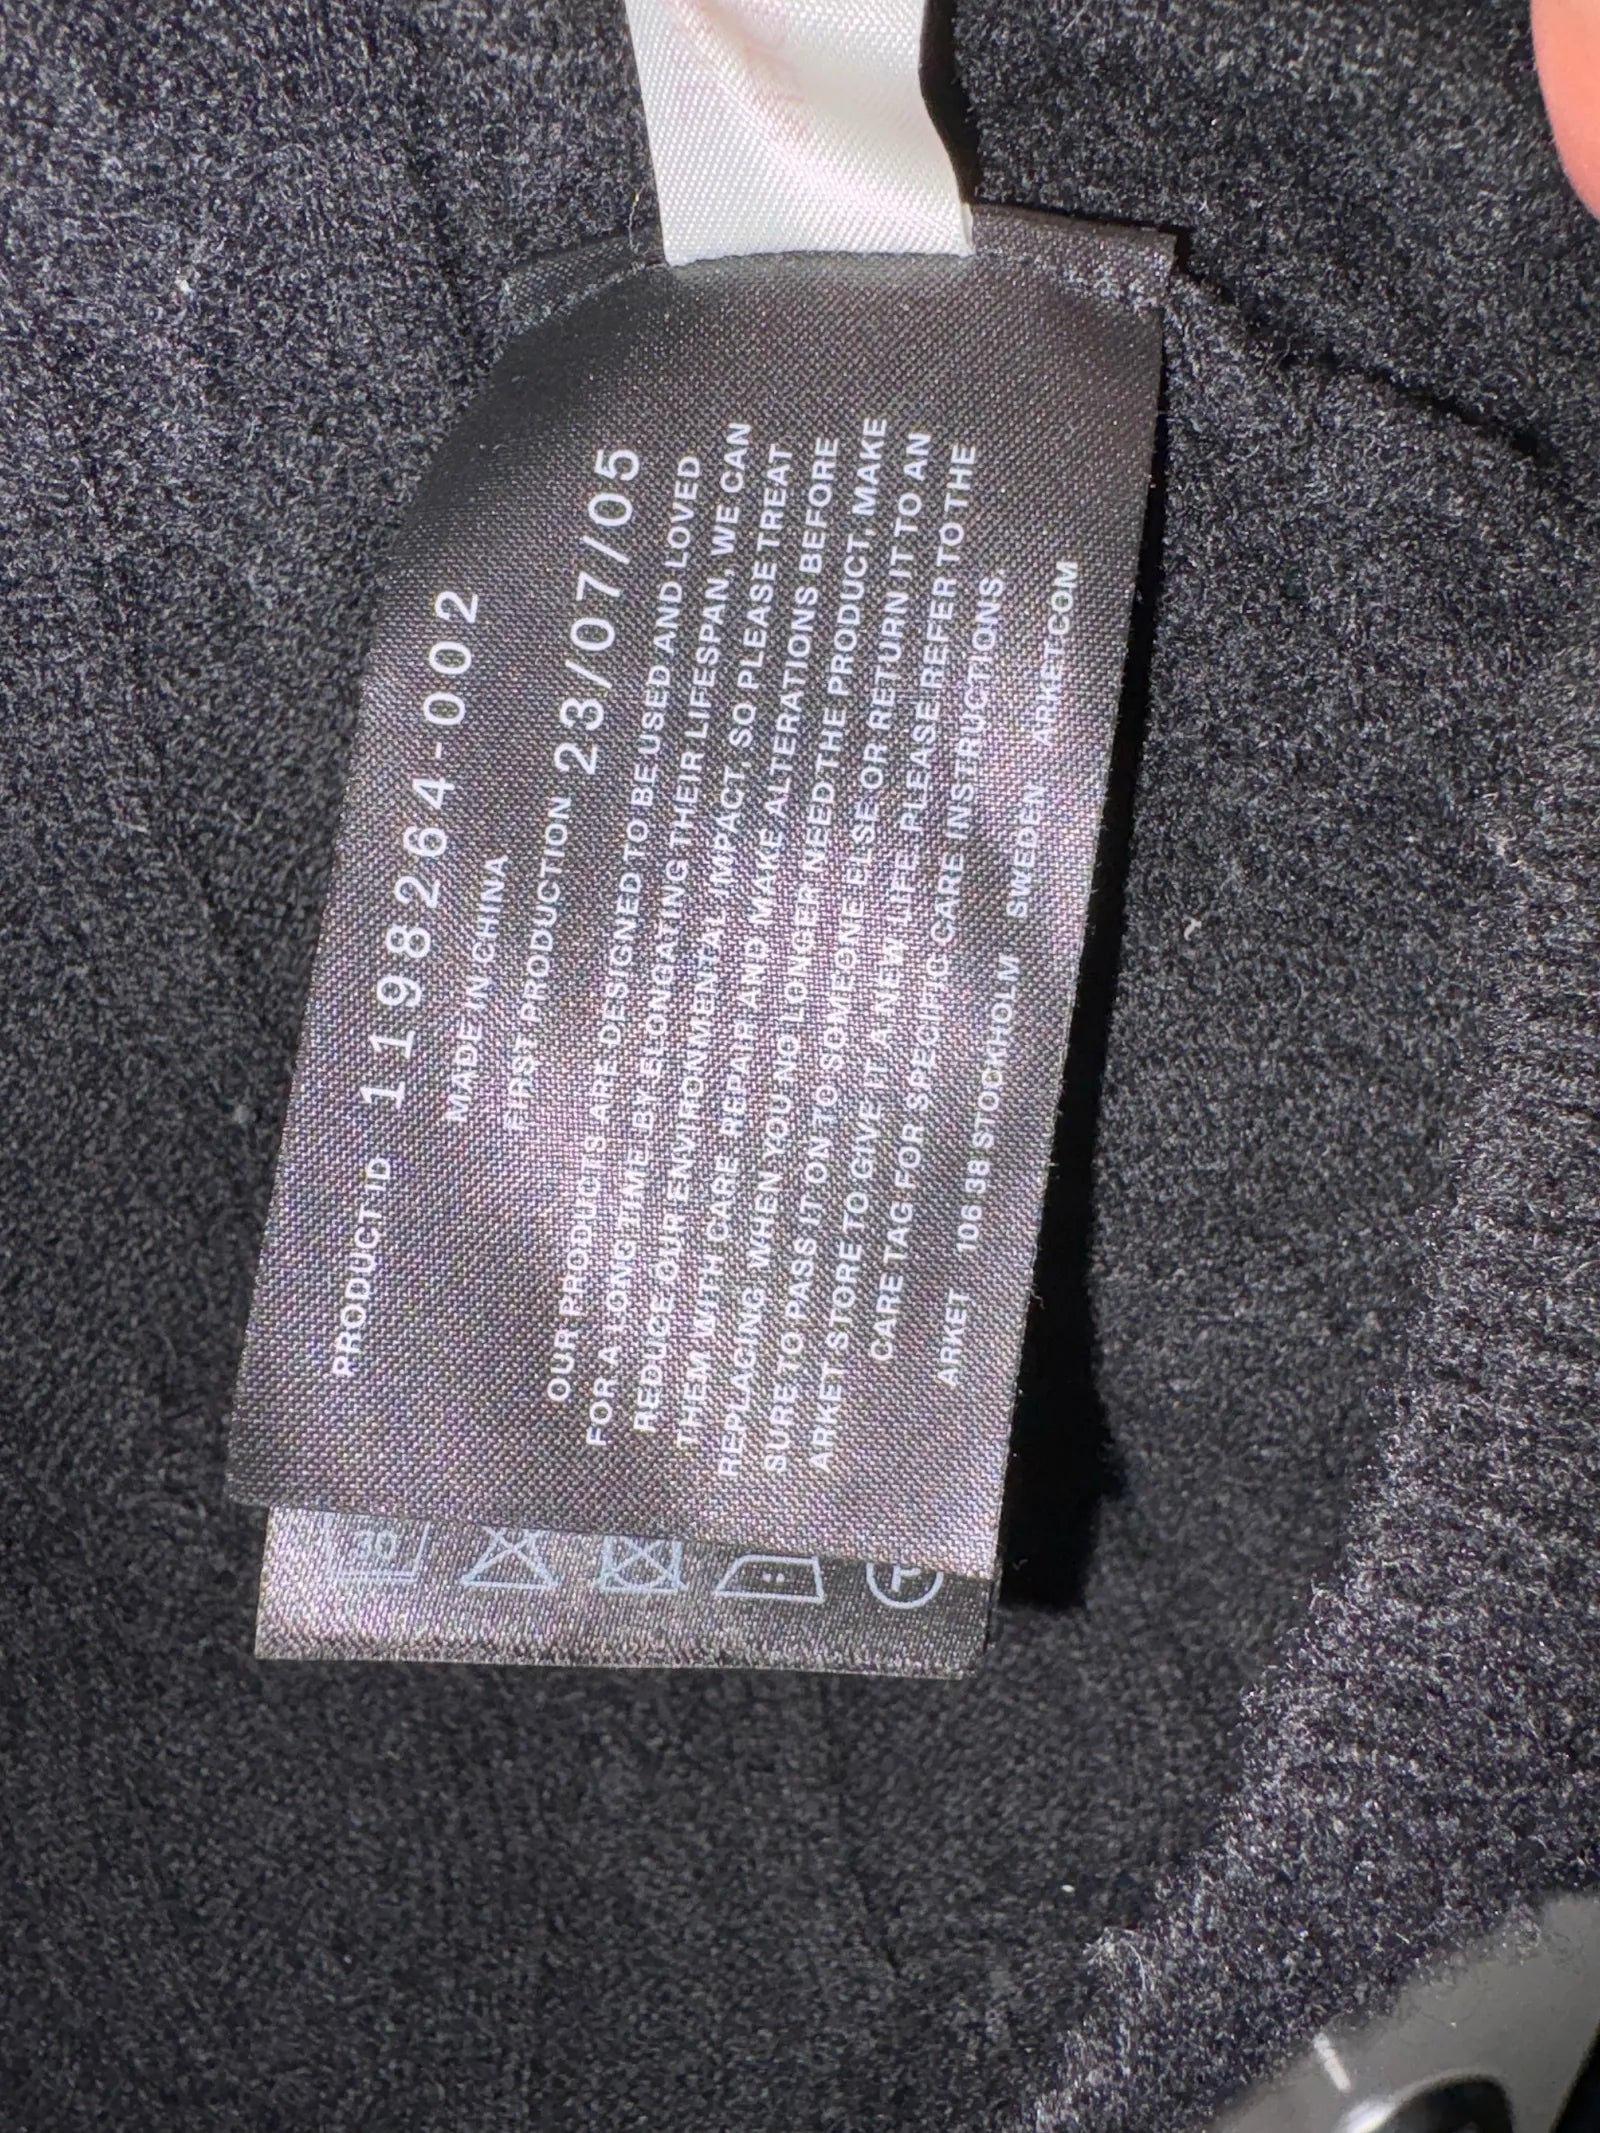 PRODUCT ID 1198264-002
MADE IN CHINA
FIRST PRODUCTION 23/07/05
OUR PRODUCTS ARE DESIGNED TO BE USED AND LOVED
FOR A LONG TIME. BY ELONGATING THEIR LIFESPAN, WE CAN
REDUCE OUR ENVIRONMENTAL IMPACT, SO PLEASE TREAT
THEM WITH CARE. REPAIR AND MAKE ALTERATIONS BEFORE
REPLACING. WHEN YOU NO LONGER NEED THE PRODUCT, MAKE
SURE TO PASS IT ON TO SOMEONE ELSE OR RETURN IT TO AN
ARKET STORE TO GIVE IT A NEW LIFE. PLEASE REFER TO THE
CARE TAG FOR SPECIFIC CARE INSTRUCTIONS.
ARKET 106 38 STOCKHOLM SWEDEN ARKET.COM
30